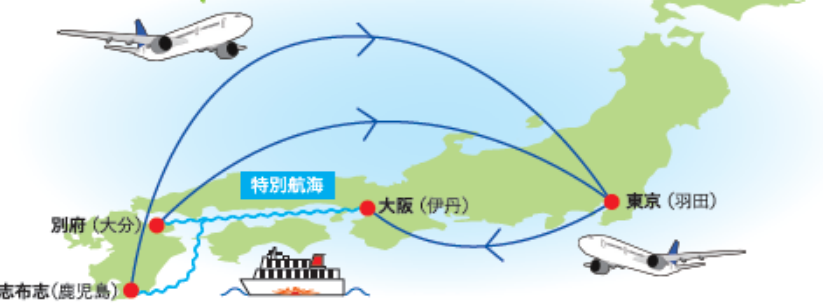 特別航海
大阪（伊丹）
東京（羽田）
別府（大分）
志布志（鹿児島）